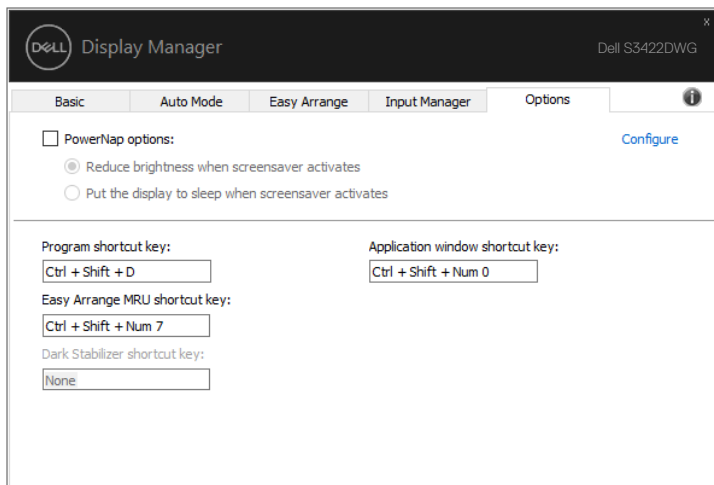 x
DELL Display Manager
Dell S3422DWG
Basic Auto Mode Easy Arrange Input Manager Options i
PowerNap options: Configure
Reduce brightness when screensaver activates
Put the display to sleep when screensaver activates
Program shortcut key: Application window shortcut key:
Ctrl + Shift + D Ctrl + Shift + Num 0
Easy Arrange MRU shortcut key:
Ctrl + Shift + Num 7
Dark Stabilizer shortcut key:
None